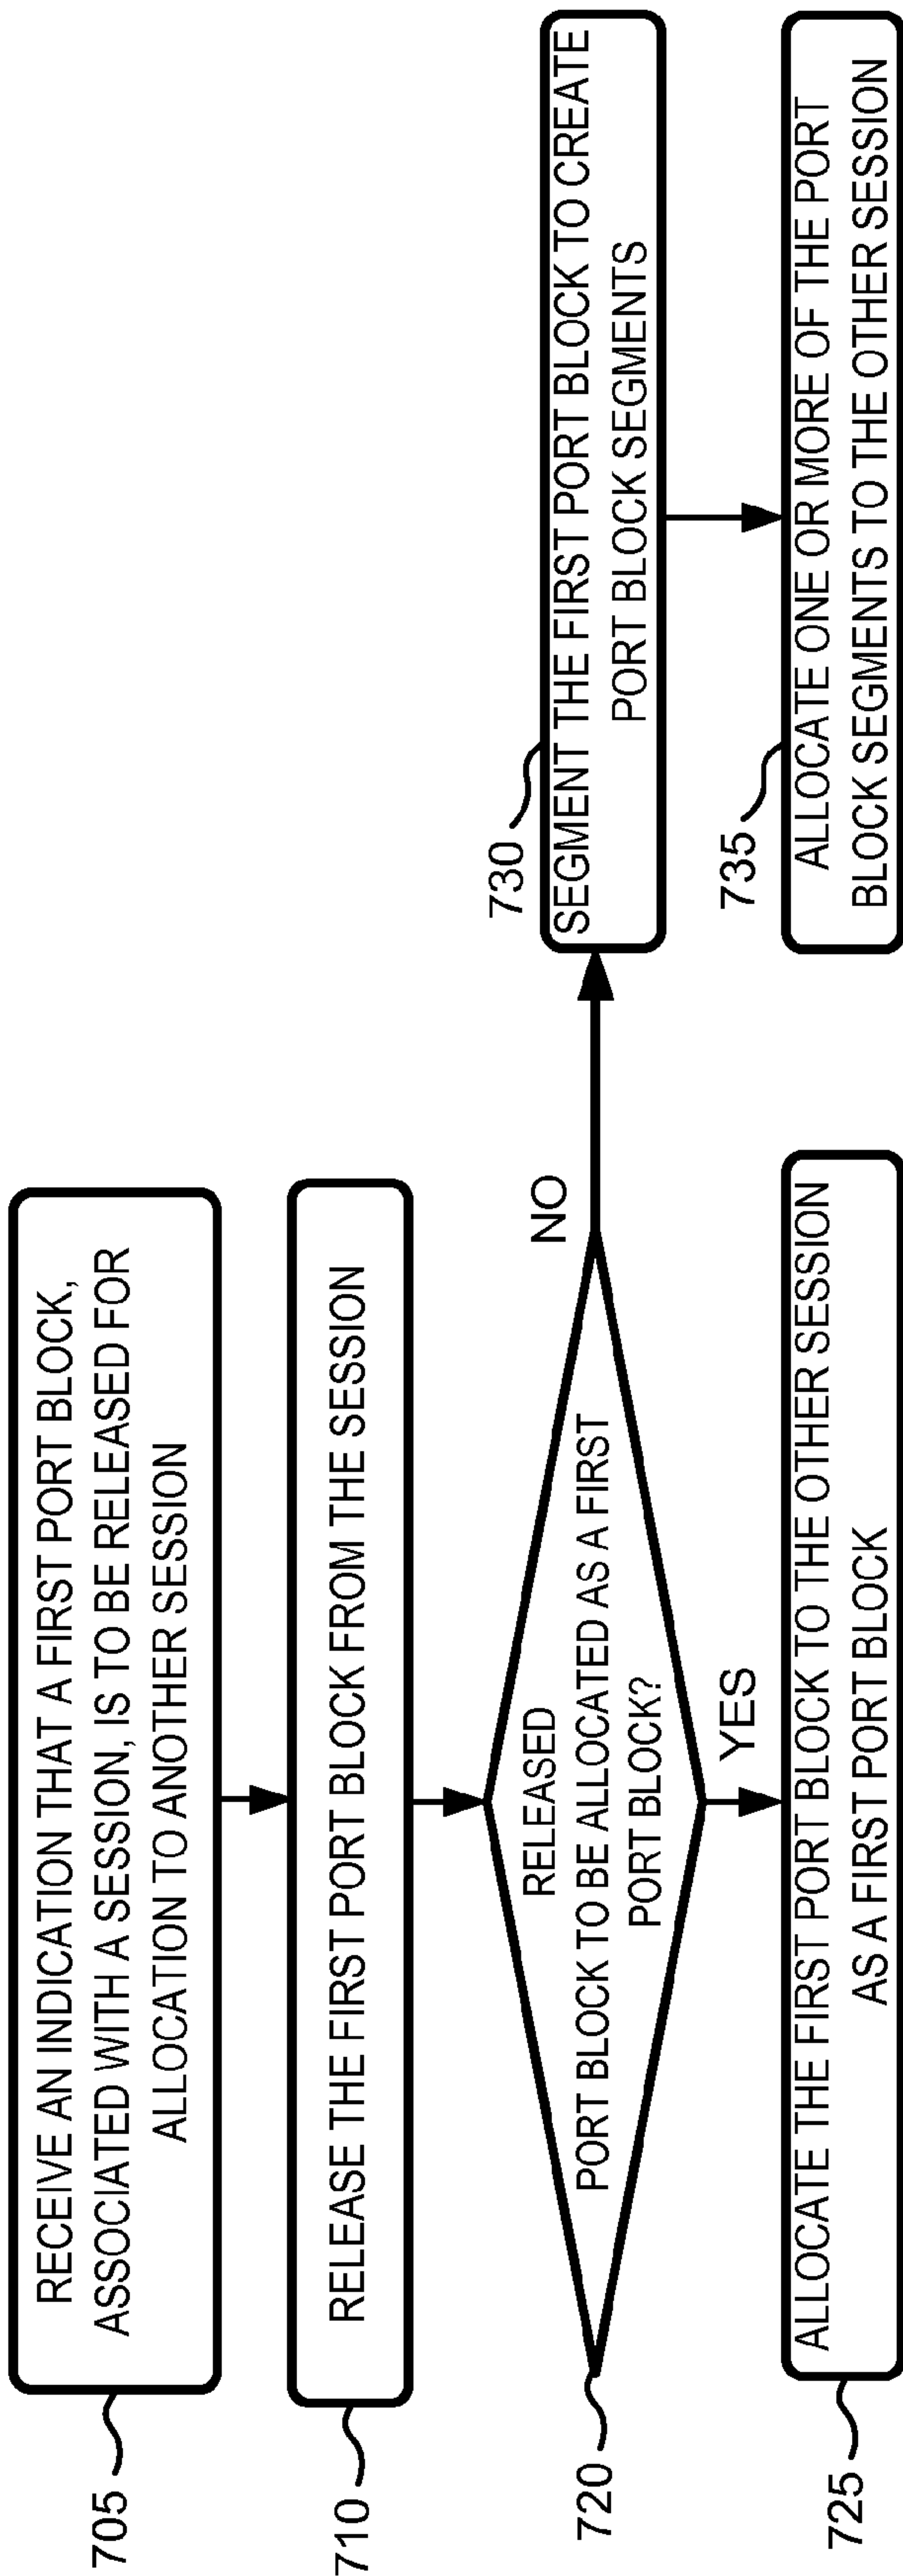 705
RECEIVE AN INDICATION THAT A FIRST PORT BLOCK,
ASSOCIATED WITH A SESSION, IS TO BE RELEASED FOR
ALLOCATION TO ANOTHER SESSION
710
RELEASE THE FIRST PORT BLOCK FROM THE SESSION
720
RELEASED
PORT BLOCK TO BE ALLOCATED AS A FIRST
PORT BLOCK?
NO
YES
725
ALLOCATE THE FIRST PORT BLOCK TO THE OTHER SESSION
AS A FIRST PORT BLOCK
730
SEGMENT THE FIRST PORT BLOCK TO CREATE
PORT BLOCK SEGMENTS
735
ALLOCATE ONE OR MORE OF THE PORT
BLOCK SEGMENTS TO THE OTHER SESSION